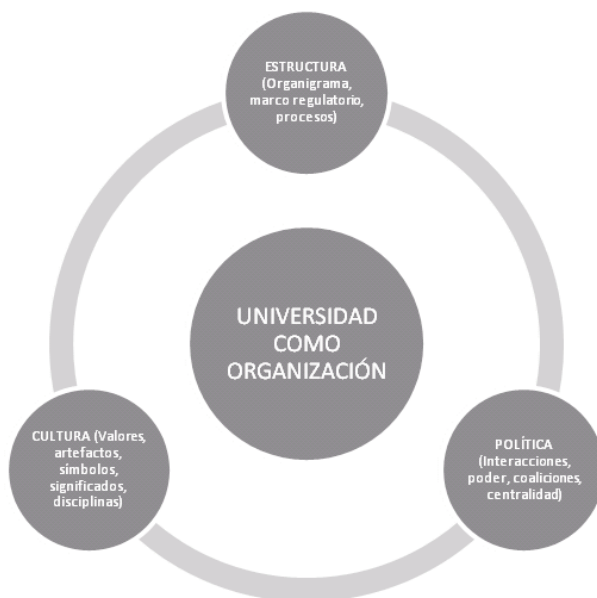 ESTRUCTURA
(Organigrama,
marco regulatorio,
procesos)
UNIVERSIDAD
COMO
ORGANIZACIÓN
CULTURA (Valores,
artefactos,
símbolos,
significados,
disciplinas)
POLÍTICA
(Interacciones,
poder, coaliciones,
centralidad)